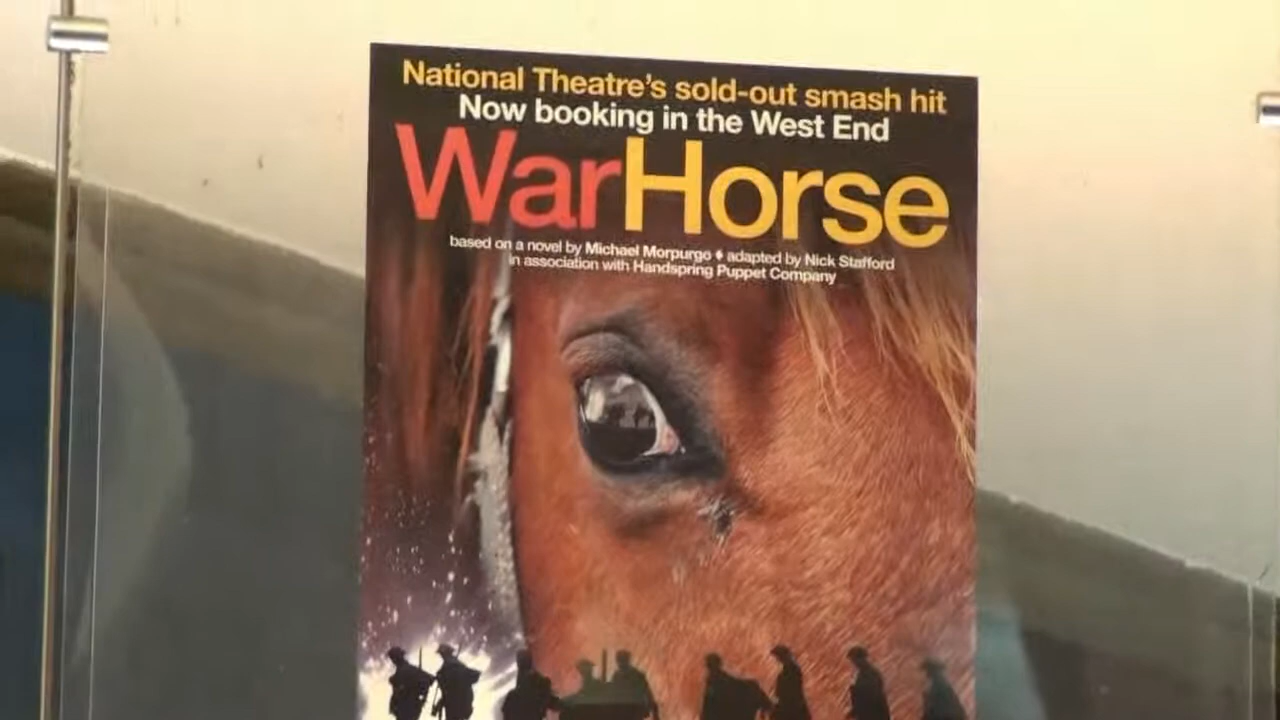 National Theatre's sold-out smash hit
Now booking in the West End
WarHorse
based on a novel by Michael Morpurgo ♦ adapted by Nick Stafford
in association with Handspring Puppet Company